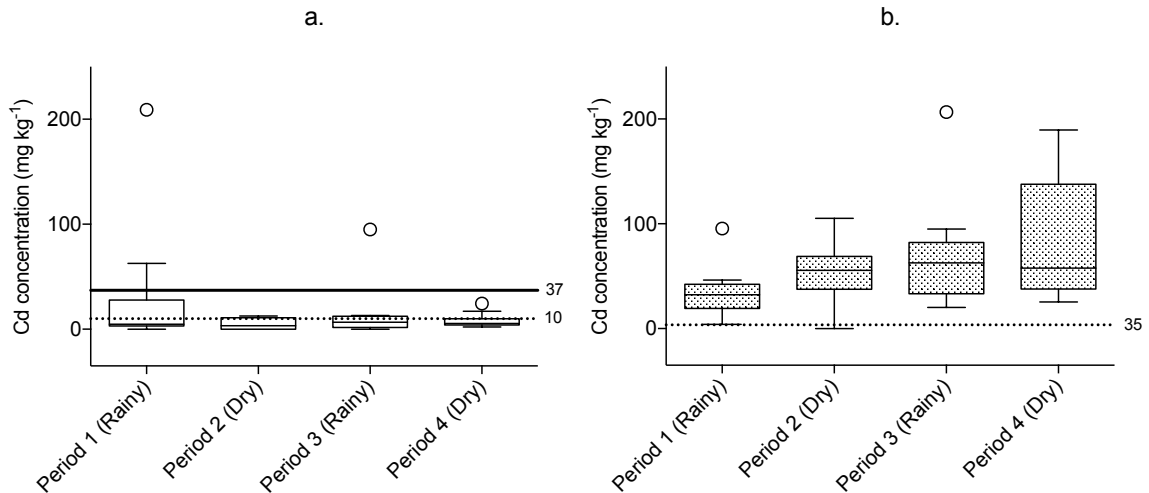 a.
Cd concentration (mg kg-1)
200
100
0
37
10
Period 1 (Rainy)
Period 2 (Dry)
Period 3 (Rainy)
Period 4 (Dry)
b.
Cd concentration (mg kg-1)
200
100
0
35
Period 1 (Rainy)
Period 2 (Dry)
Period 3 (Rainy)
Period 4 (Dry)